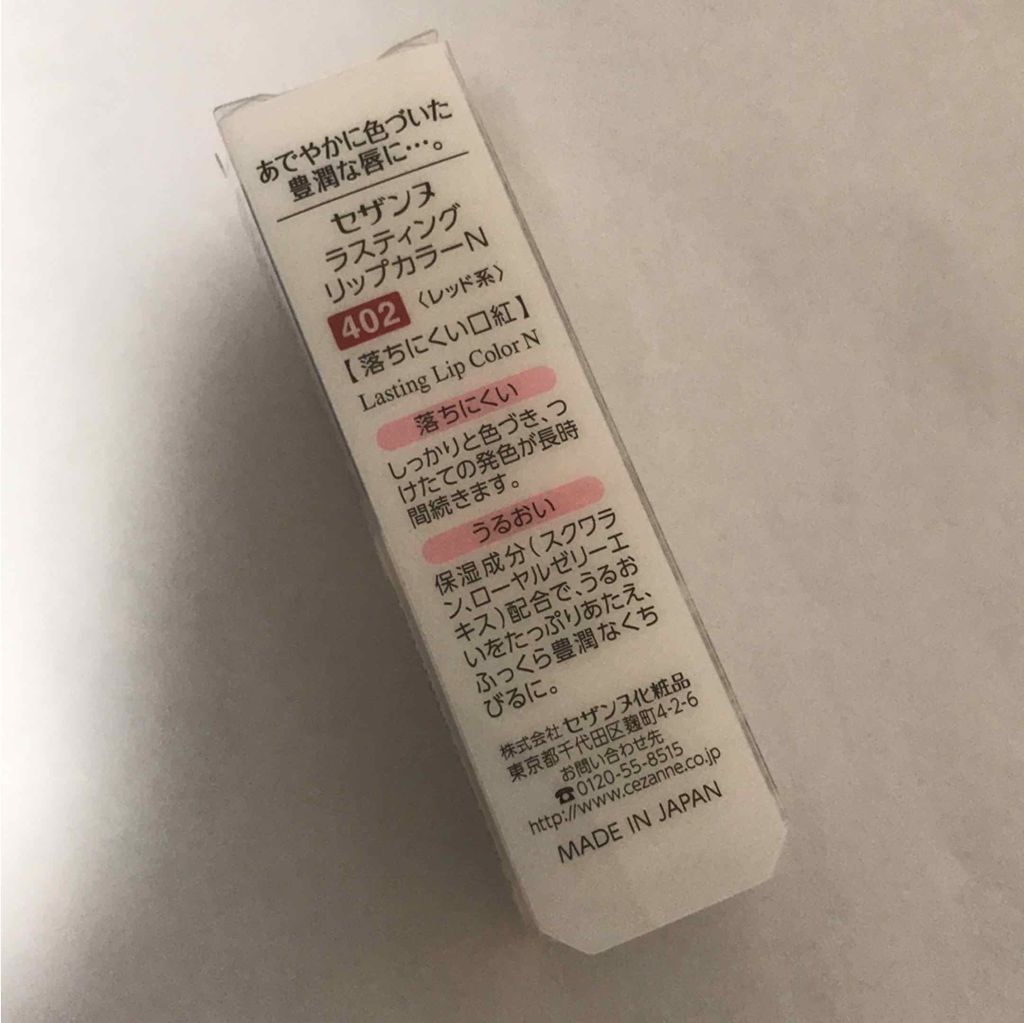 あでやかに色づいた
豊潤な唇に…。
セザンヌ
ラスティング
リップカラーN
402 〈レッド系〉
【落ちにくい口紅】
Lasting Lip Color N
落ちにくい
しっかりと色づき、つ
けたての発色が長時
間続きます。
うるおい
保湿成分(スクワラ
ン、ローヤルゼリーエ
キス)配合で、うるお
いをたっぷりあたえ、
ふっくら豊潤なくち
びるに。
株式会社 セザンヌ化粧品
東京都千代田区麹町4-2-6
お問い合わせ先
☎0120-55-8515
http://www.cezanne.co.jp
MADE IN JAPAN